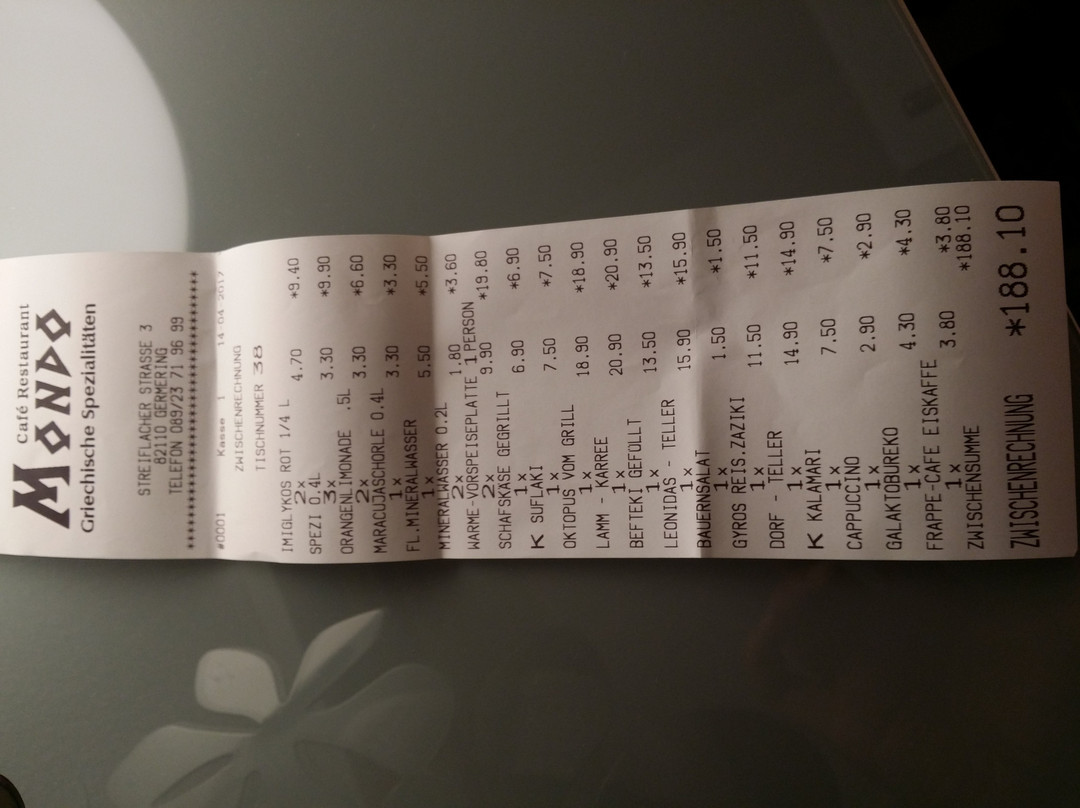 Café Restaurant
MONDO
Griechische Spezialitäten
STREIFLACHER STRASSE 3
82110 GERMERING
TELEFON 089/23 71 96 99
********************************
#0001 Kasse 1 14-04-2017
ZWISCHENRECHNUNG
TISCHNUMMER 38
IMIGLYKOS ROT 1/4 L
2x 4.70 *9.40
SPEZI 0.4L
3x 3.30 *9.90
ORANGENLIMONADE .5L
2x 3.30 *6.60
MARACUJASCHORLE 0.4L
1x 3.30 *3.30
FL.MINERALWASSER
1x 5.50 *5.50
MINERALWASSER 0.2L
2x 1.80 *3.60
WARME-VORSPEISEPLATTE 1 PERSON
2x 9.90 *19.80
SCHAFSKÄSE GEGRILLT
1x 6.90 *6.90
K SUFLAKI
1x 7.50 *7.50
OKTOPUS VOM GRILL
1x 18.90 *18.90
LAMM - KARREE
1x 20.90 *20.90
BEFTEKI GEFÜLLT
1x 13.50 *13.50
LEONIDAS - TELLER
1x 15.90 *15.90
BAUERNSALAT
1x 1.50 *1.50
GYROS REIS.ZAZIKI
1x 11.50 *11.50
DORF - TELLER
1x 14.90 *14.90
K KALAMARI
1x 7.50 *7.50
CAPPUCCINO
1x 2.90 *2.90
GALAKTOBUREKO
1x 4.30 *4.30
FRAPPE-CAFE EISKAFFE
1x 3.80 *3.80
ZWISCHENSUMME *188.10
ZWISCHENRECHNUNG *188.10